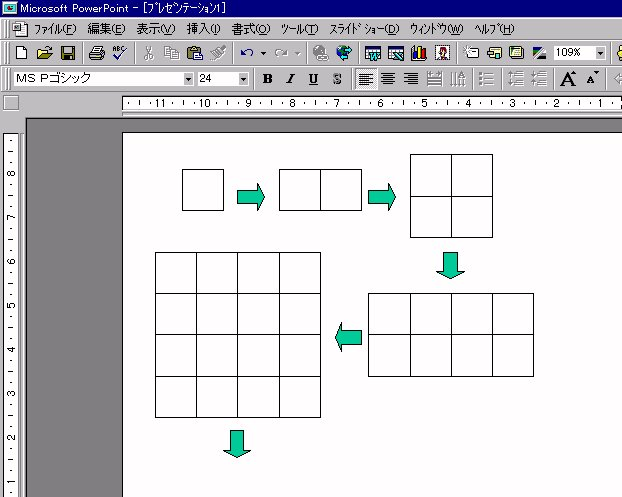 Microsoft PowerPoint - [ﾌﾟﾚｾﾞﾝﾃｰｼｮﾝ1]
ﾌｧｲﾙ(F) 編集(E) 表示(V) 挿入(I) 書式(O) ﾂｰﾙ(T) ｽﾗｲﾄﾞ ｼｮｰ(D) ｳｨﾝﾄﾞｳ(W) ﾍﾙﾌﾟ(H)
ABC 109%
MS Pゴシック 24 B I U S A A
11 10 9 8 7 6 5 4 3 2 1
8
7
6
5
4
3
2
1